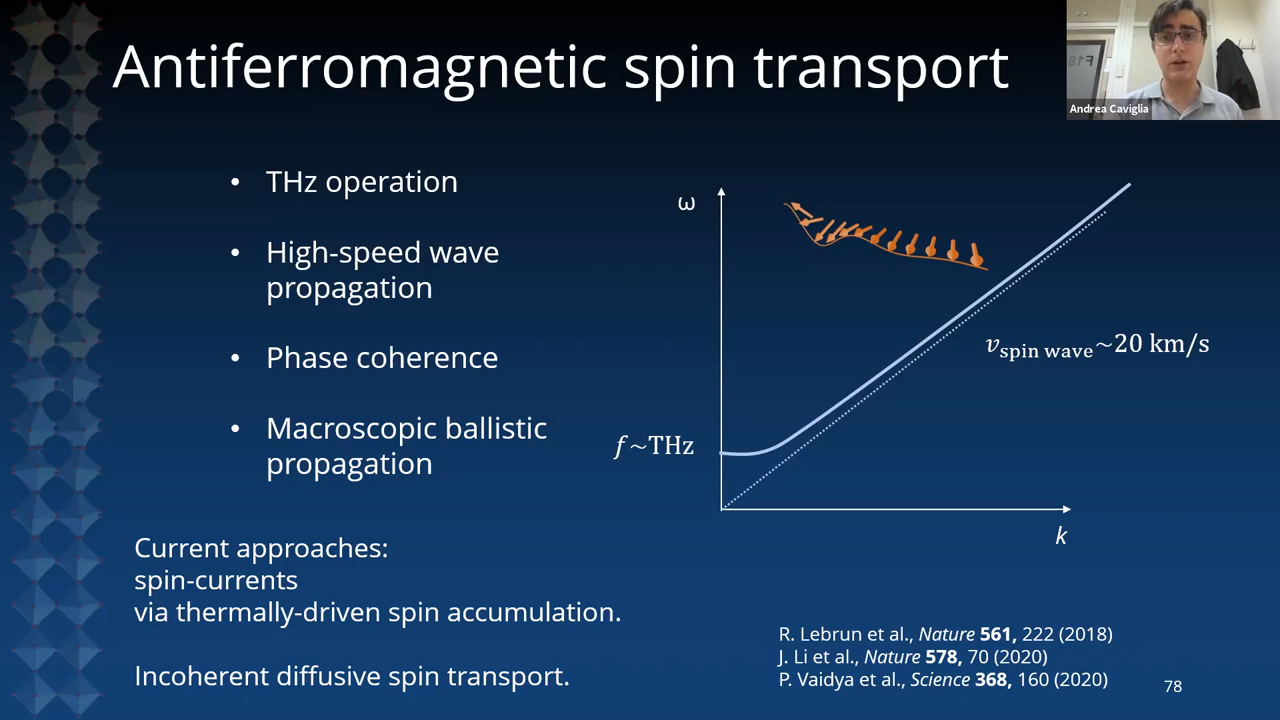 Antiferromagnetic spin transport
Andrea Caviglia
• THz operation
• High-speed wave
propagation
• Phase coherence
• Macroscopic ballistic
propagation
ω
f~THz
v_spin wave~20 km/s
k
Current approaches:
spin-currents
via thermally-driven spin accumulation.
Incoherent diffusive spin transport.
R. Lebrun et al., Nature 561, 222 (2018)
J. Li et al., Nature 578, 70 (2020)
P. Vaidya et al., Science 368, 160 (2020)
78